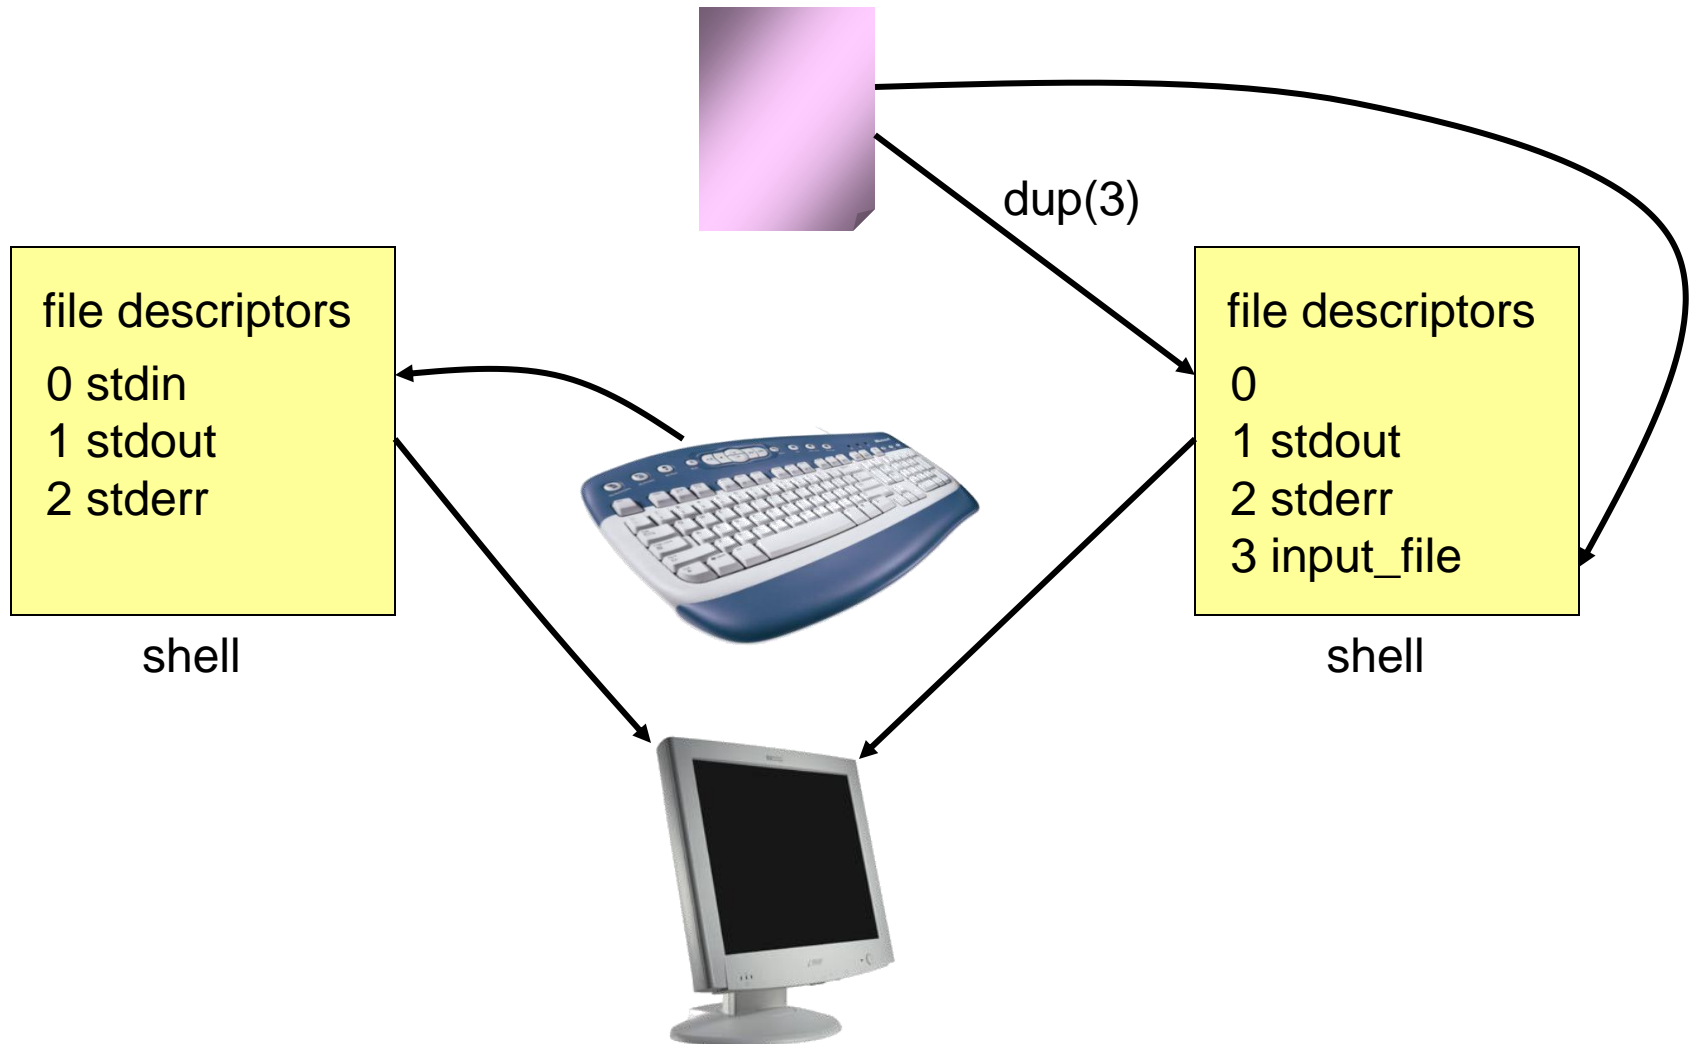 dup(3)
file descriptors
0 stdin
1 stdout
2 stderr
shell
file descriptors
0
1 stdout
2 stderr
3 input_file
shell